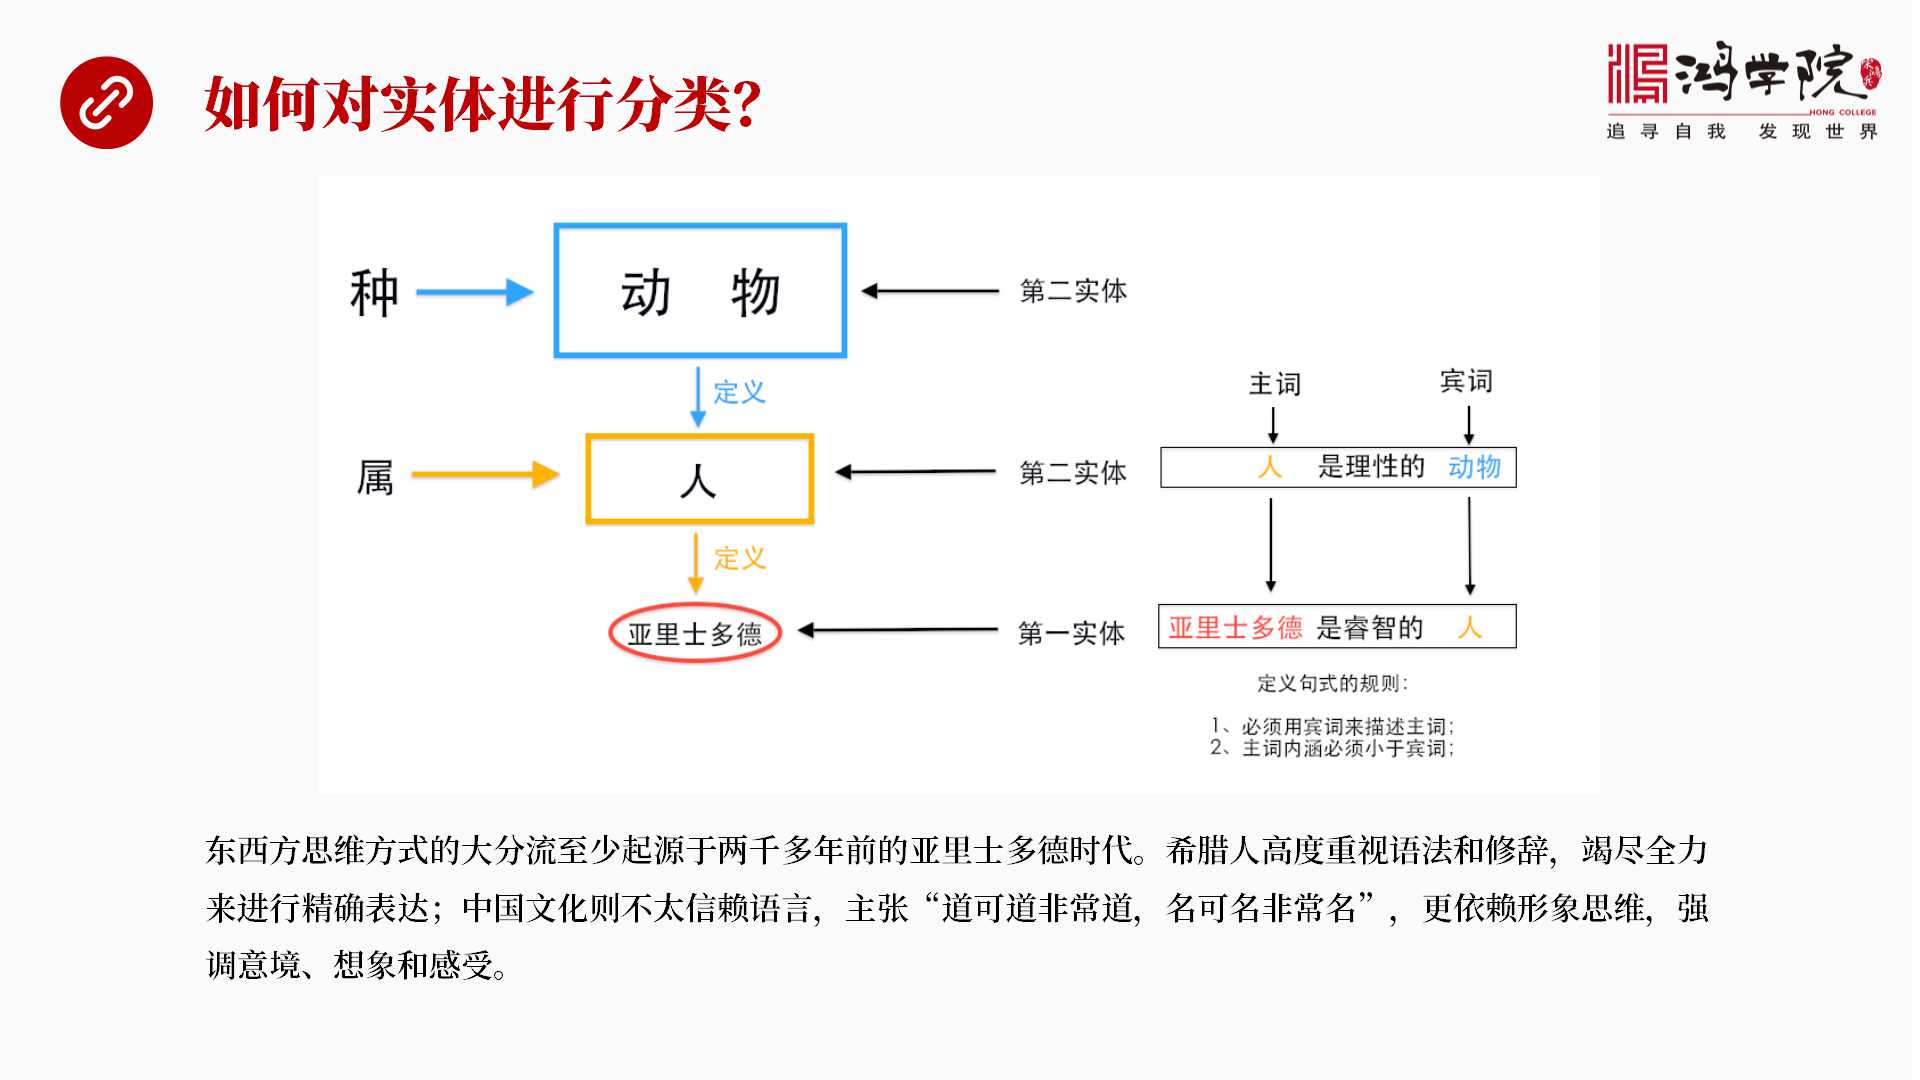 如何对实体进行分类？
鸿学院
HONG COLLEGE
追寻自我 发现世界
种
动 物
第二实体
定义
属
人
第二实体
定义
亚里士多德
第一实体
主词
宾词
人 是理性的 动物
亚里士多德 是睿智的 人
定义句式的规则：
1、必须用宾词来描述主词；
2、主词内涵必须小于宾词；
东西方思维方式的大分流至少起源于两千多年前的亚里士多德时代。希腊人高度重视语法和修辞，竭尽全力
来进行精确表达；中国文化则不太信赖语言，主张“道可道非常道，名可名非常名”，更依赖形象思维，强
调意境、想象和感受。